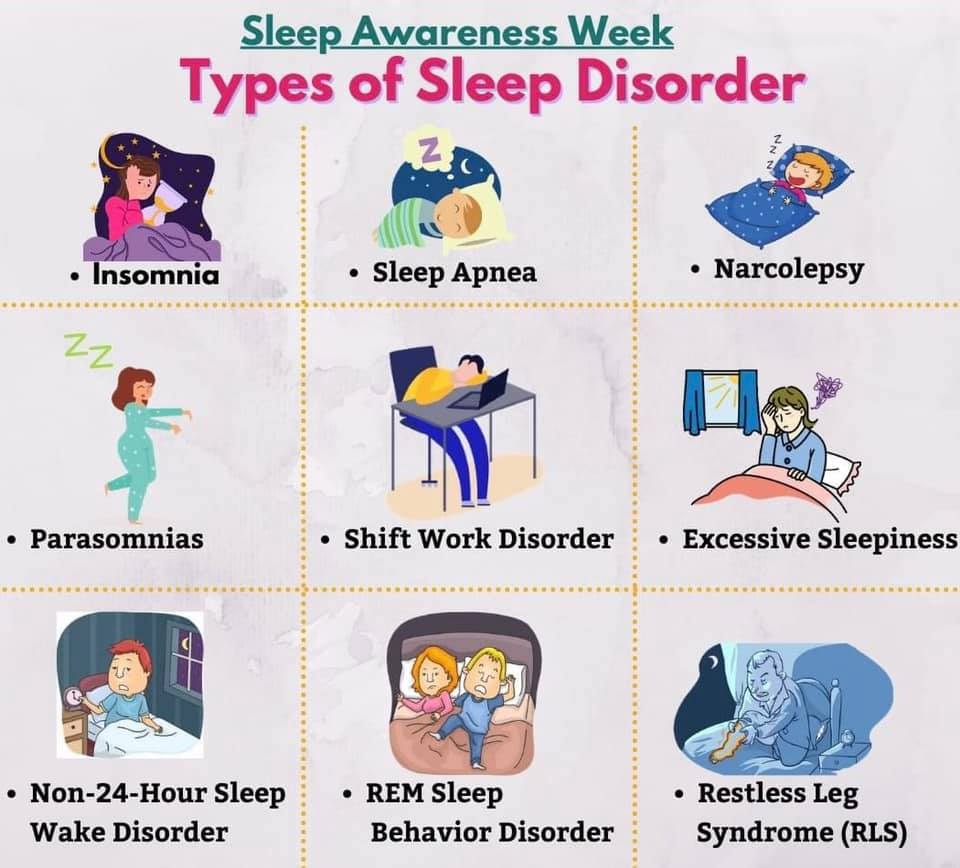 Sleep Awareness Week
Types of Sleep Disorder
Z
Z
Z
Z
• Insomnia
• Sleep Apnea
• Narcolepsy
Z
Z
• Parasomnias
• Shift Work Disorder
• Excessive Sleepiness
• Non-24-Hour Sleep
Wake Disorder
• REM Sleep
Behavior Disorder
• Restless Leg
Syndrome (RLS)